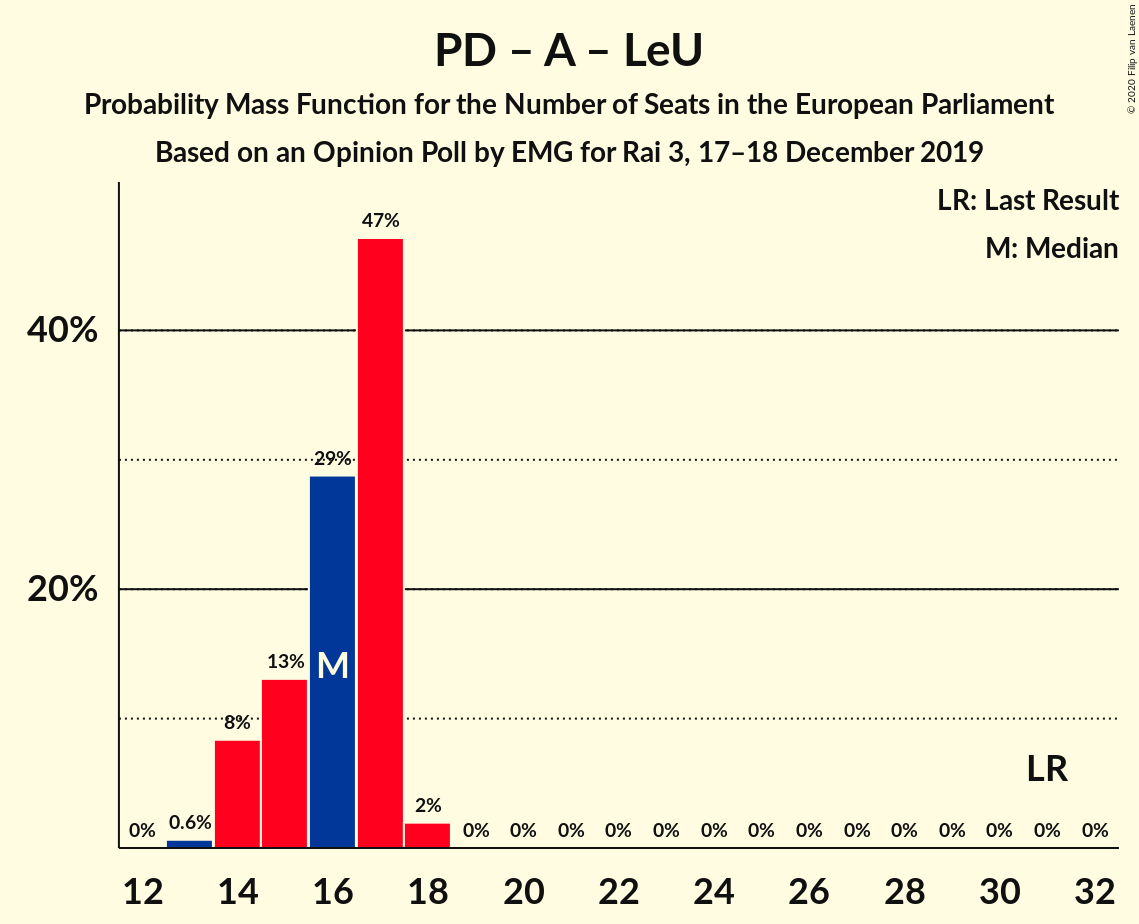 PD – A – LeU
Probability Mass Function for the Number of Seats in the European Parliament
Based on an Opinion Poll by EMG for Rai 3, 17–18 December 2019
© 2020 Filip van Laenen
LR: Last Result
M: Median
40%
20%
0% 0.6% 8% 13% 29% 47% 2% 0% 0% 0% 0% 0% 0% 0% 0% 0% 0% 0% 0% 0% 0%
M
LR
12 14 16 18 20 22 24 26 28 30 32